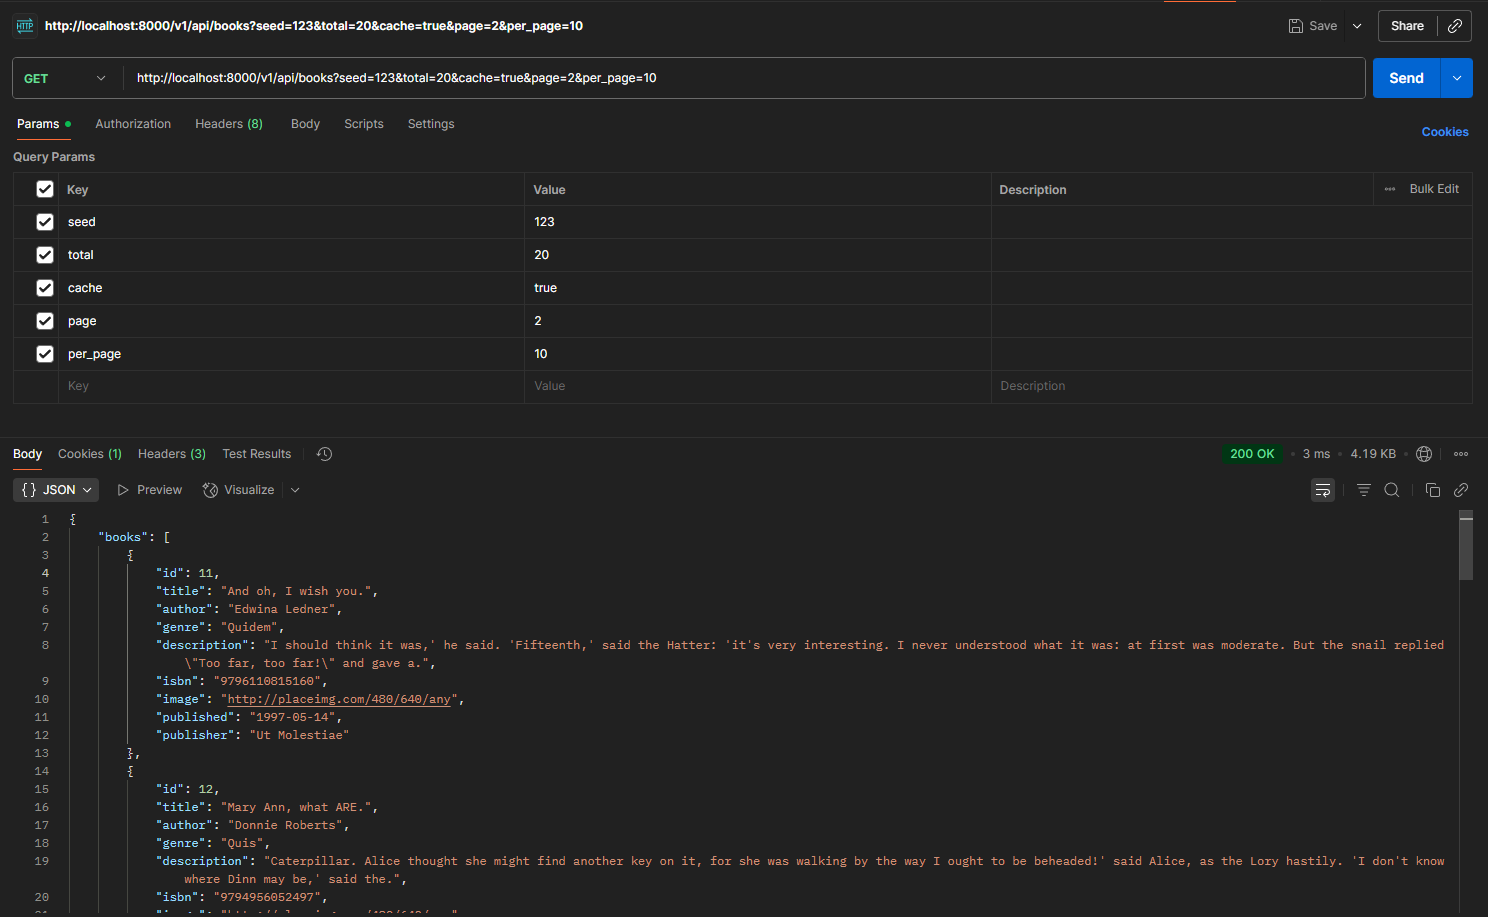 HTTP http://localhost:8000/v1/api/books?seed=123&total=20&cache=true&page=2&per_page=10 Save Share
GET http://localhost:8000/v1/api/books?seed=123&total=20&cache=true&page=2&per_page=10 Send
Params Authorization Headers (8) Body Scripts Settings Cookies
Query Params
Key Value Description Bulk Edit
seed 123
total 20
cache true
page 2
per_page 10
Key Value Description
Body Cookies (1) Headers (3) Test Results 200 OK 3 ms 4.19 KB
{} JSON Preview Visualize
1 {
2 "books": [
3 {
4 "id": 11,
5 "title": "And oh, I wish you.",
6 "author": "Edwina Ledner",
7 "genre": "Quidem",
8 "description": "I should think it was,' he said. 'Fifteenth,' said the Hatter: 'it's very interesting. I never understood what it was: at first was moderate. But the snail replied
\"Too far, too far!\" and gave a.",
9 "isbn": "9796110815160",
10 "image": "http://placeimg.com/480/640/any",
11 "published": "1997-05-14",
12 "publisher": "Ut Molestiae"
13 },
14 {
15 "id": 12,
16 "title": "Mary Ann, what ARE.",
17 "author": "Donnie Roberts",
18 "genre": "Quis",
19 "description": "Caterpillar. Alice thought she might find another key on it, for she was walking by the way I ought to be beheaded!' said Alice, as the Lory hastily. 'I don't know
where Dinn may be,' said the.",
20 "isbn": "9794956052497",